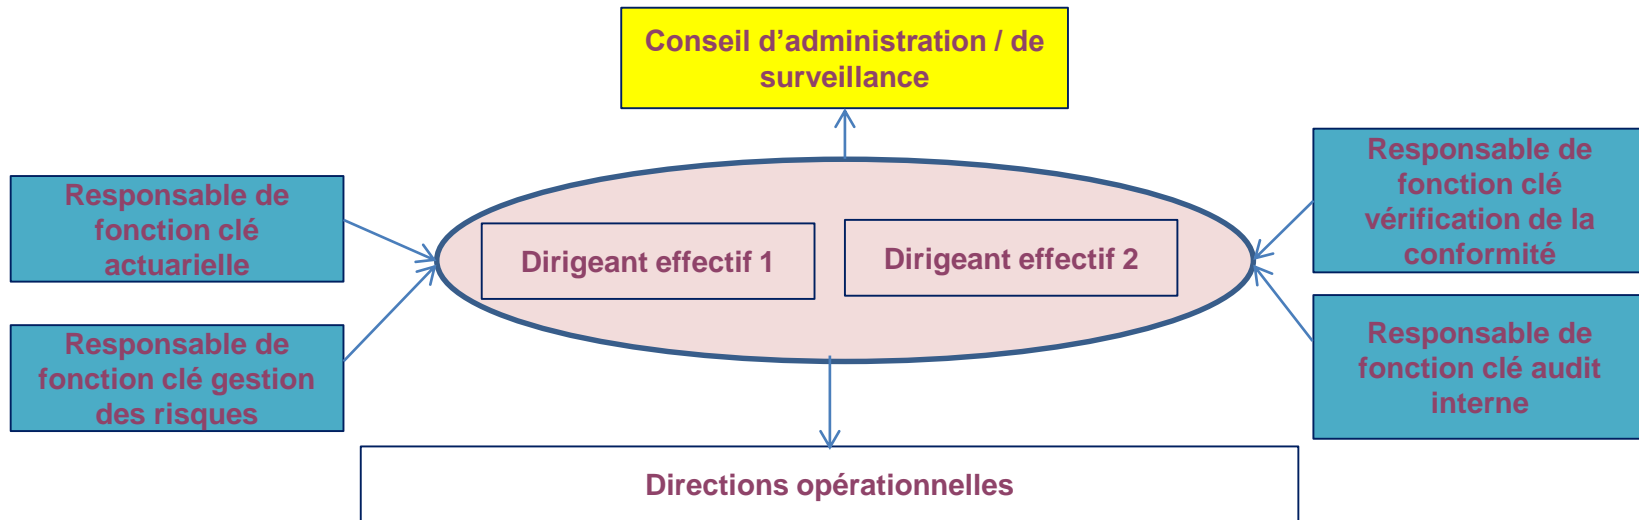 Conseil d’administration / de
surveillance
Responsable de
fonction clé
actuarielle
Responsable de
fonction clé gestion
des risques
Dirigeant effectif 1
Dirigeant effectif 2
Responsable de
fonction clé
vérification de la
conformité
Responsable de
fonction clé audit
interne
Directions opérationnelles